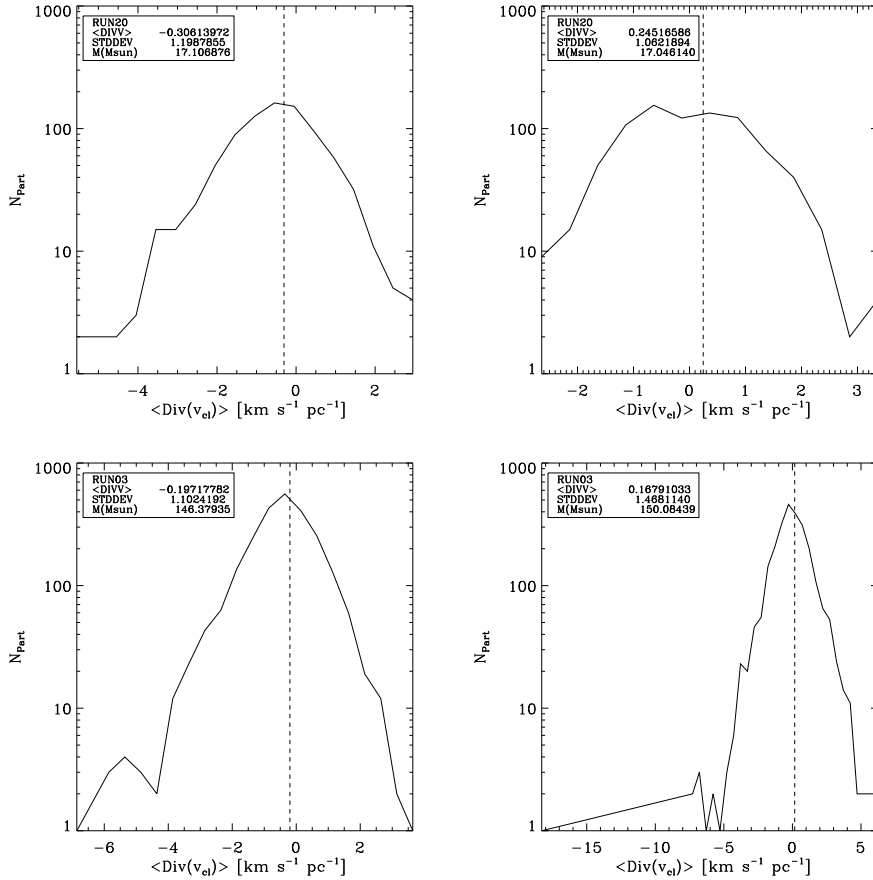 1000
100
10
1
N_Part
RUN20
<DIVV> -0.30613972
STDDEV 1.1987855
M(Msun) 17.106876
-4 -2 0 2
<Div(v_cl)> [km s^-1 pc^-1]
1000
100
10
1
N_Part
RUN20
<DIVV> 0.24516586
STDDEV 1.0621894
M(Msun) 17.046140
-2 -1 0 1 2 3
<Div(v_cl)> [km s^-1 pc^-1]
1000
100
10
1
N_Part
RUN03
<DIVV> -0.19717782
STDDEV 1.1024192
M(Msun) 146.37935
-6 -4 -2 0 2
<Div(v_cl)> [km s^-1 pc^-1]
1000
100
10
1
N_Part
RUN03
<DIVV> 0.16791033
STDDEV 1.4681140
M(Msun) 150.08439
-15 -10 -5 0 5
<Div(v_cl)> [km s^-1 pc^-1]